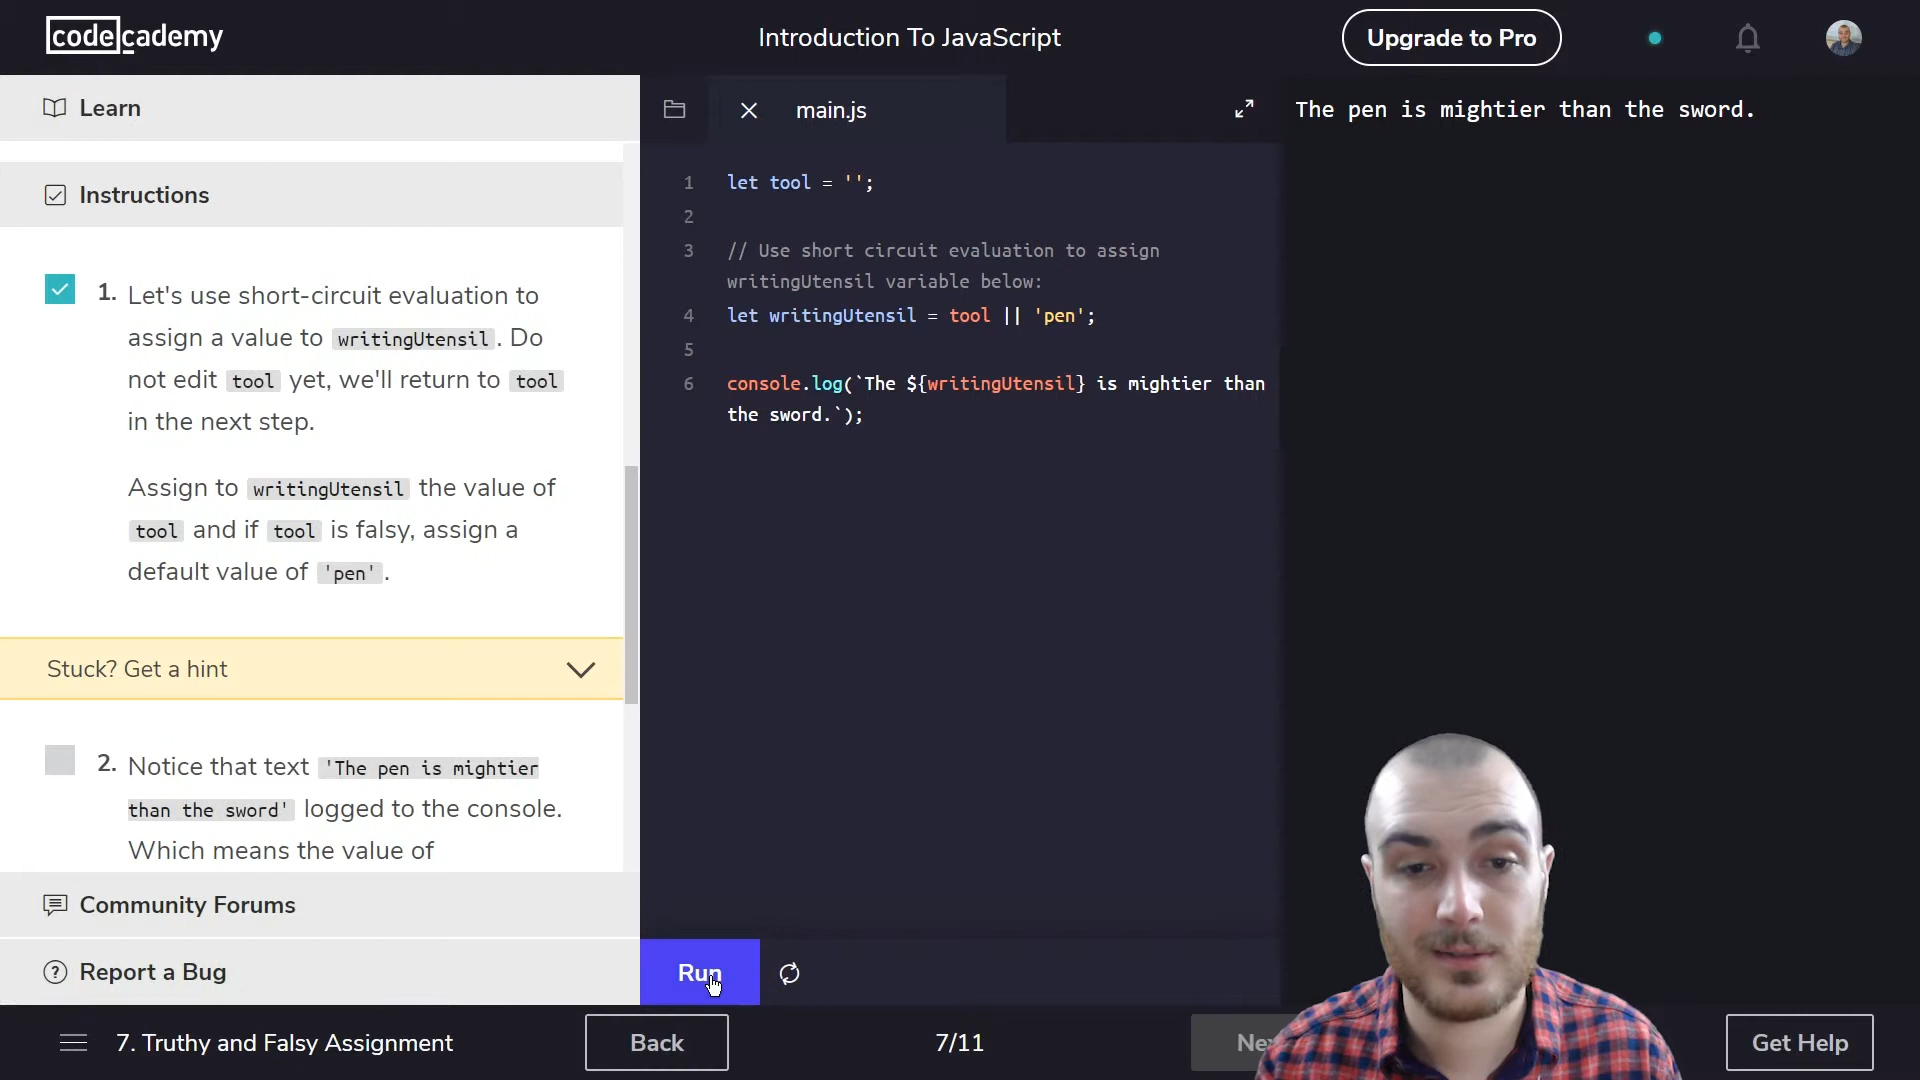 codecademy
Introduction To JavaScript
Upgrade to Pro
Learn
Instructions
1. Let's use short-circuit evaluation to
assign a value to writingUtensil. Do
not edit tool yet, we'll return to tool
in the next step.
Assign to writingUtensil the value of
tool and if tool is falsy, assign a
default value of 'pen'.
Stuck? Get a hint
2. Notice that text 'The pen is mightier
than the sword' logged to the console.
Which means the value of
Community Forums
Report a Bug
main.js
1 let tool = '';
2
3 // Use short circuit evaluation to assign
writingUtensil variable below:
4 let writingUtensil = tool || 'pen';
5
6 console.log(`The ${writingUtensil} is mightier than
the sword.`);
Run
The pen is mightier than the sword.
7. Truthy and Falsy Assignment
Back
7/11
Get Help